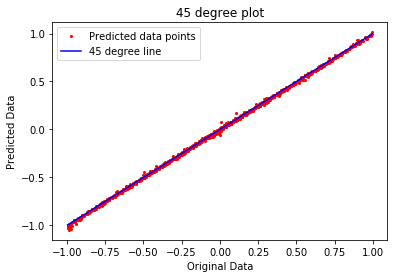 45 degree plot
Predicted data points
45 degree line
Predicted Data
1.0
0.5
0.0
−0.5
−1.0
−1.00 −0.75 −0.50 −0.25 0.00 0.25 0.50 0.75 1.00
Original Data